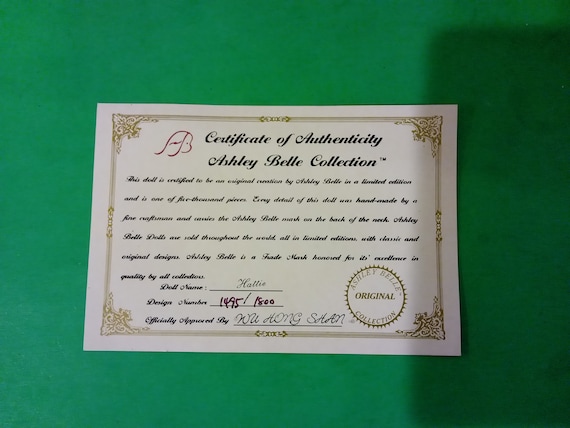 AB
Certificate of Authenticity
Ashley Belle Collection™
This doll is certified to be an original creation by Ashley Belle in a limited edition
and is one of five-thousand pieces. Every detail of this doll was hand-made by a
fine craftsman and carries the Ashley Belle mark on the back of the neck. Ashley
Belle Dolls are sold throughout the world, all in limited editions, with classic and
original designs. Ashley Belle is a Trade Mark honored for its' excellence in
quality by all collectors.
Doll Name: Hattie
Design Number 1495/1800
Officially Approved By WU HONG SHAN
ASHLEY BELLE
ORIGINAL
COLLECTION